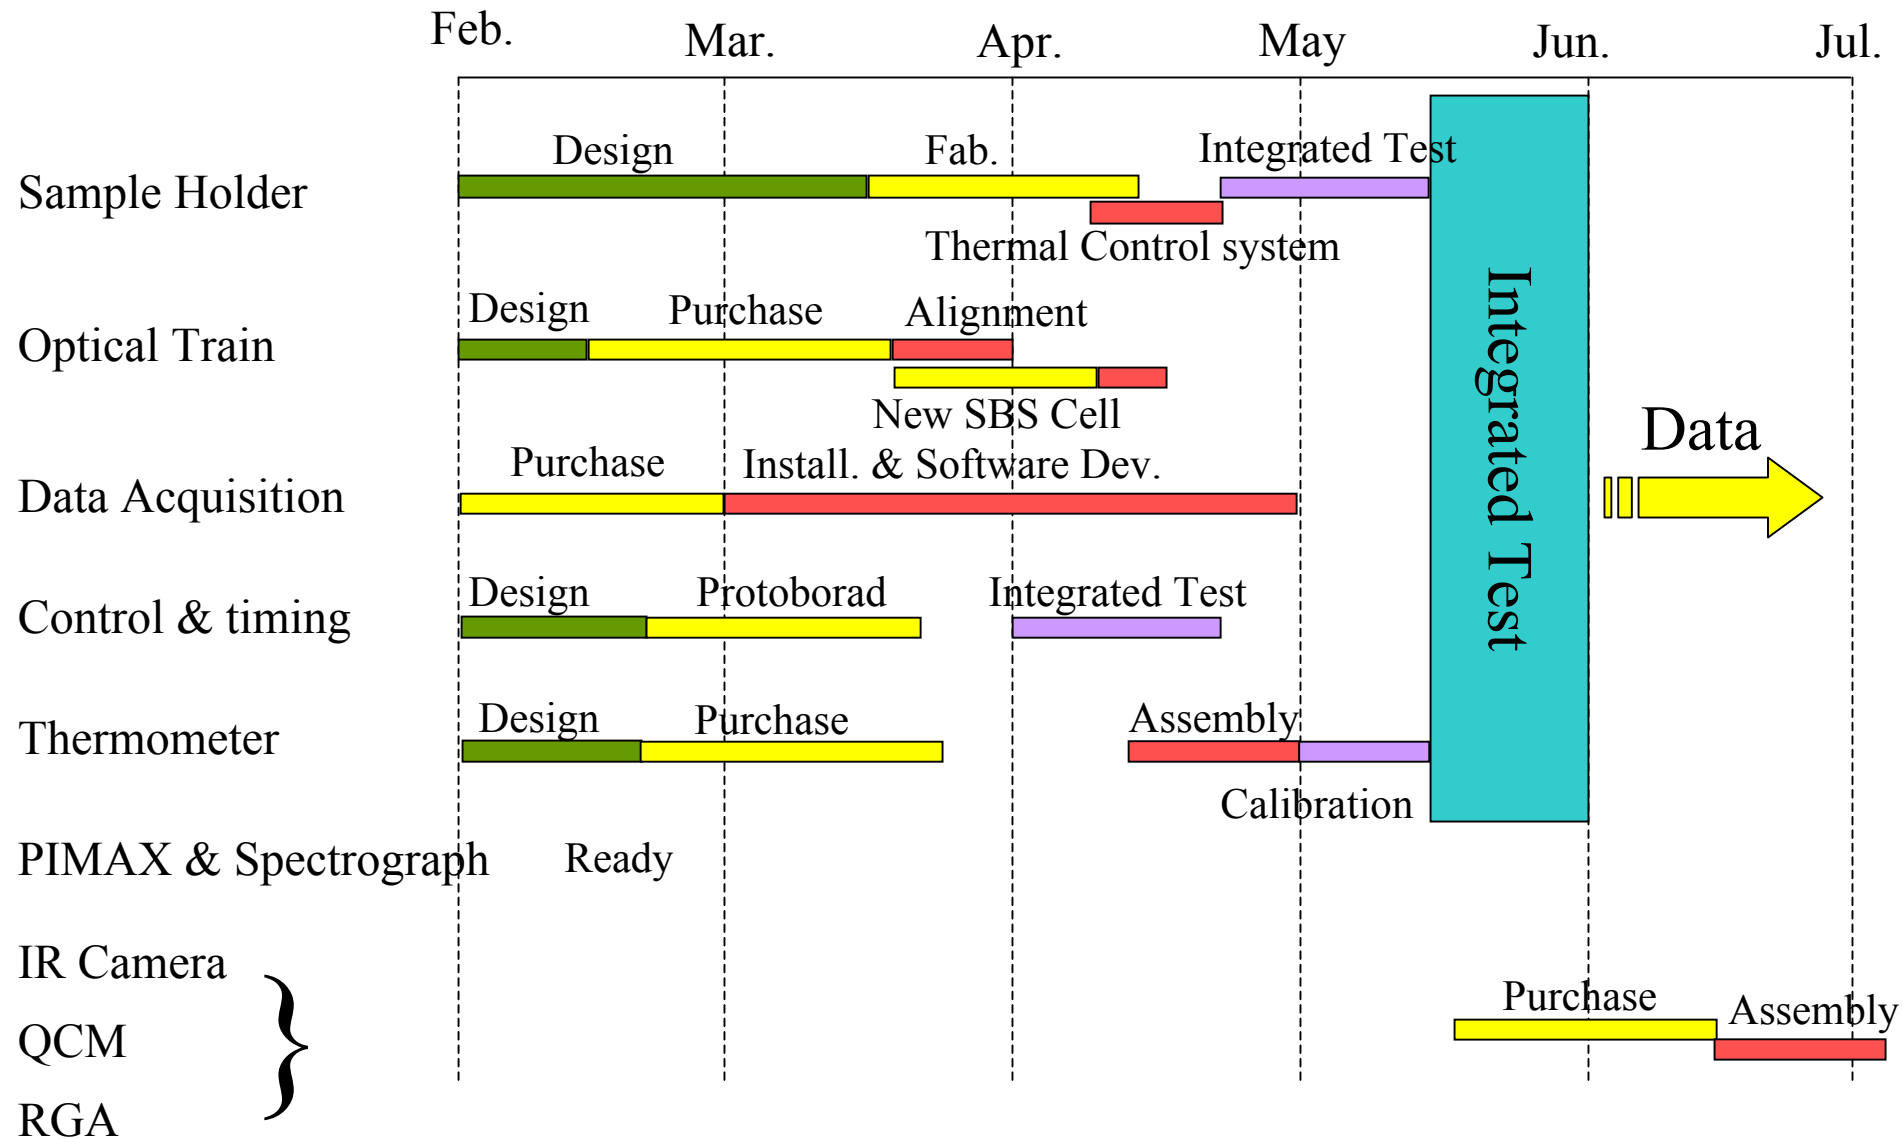 Feb. Mar. Apr. May Jun. Jul.
Design Fab. Integrated Test
Sample Holder
Thermal Control system
Design Purchase Alignment
Optical Train
New SBS Cell
Purchase Install. & Software Dev.
Data Acquisition
Integrated Test
Data
Design Protoborad Integrated Test
Control & timing
Design Purchase Assembly
Thermometer
Calibration
PIMAX & Spectrograph Ready
IR Camera
Purchase Assembly
QCM
RGA